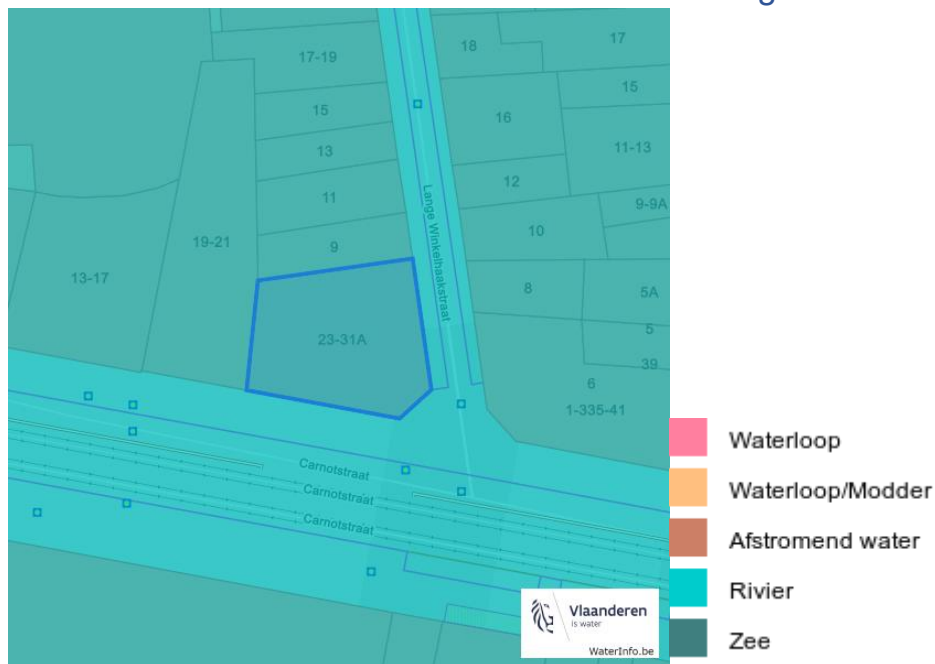 g
17-19
18
17
15
15
16
13
11-13
12
11
9-9A
10
Lange Winkelhaakstraat
9
19-21
13-17
8
5A
5
23-31A
39
6
1-335-41
Carnotstraat
Carnotstraat
Carnotstraat
Waterloop
Waterloop/Modder
Afstromend water
Rivier
Zee
Vlaanderen
is water
WaterInfo.be